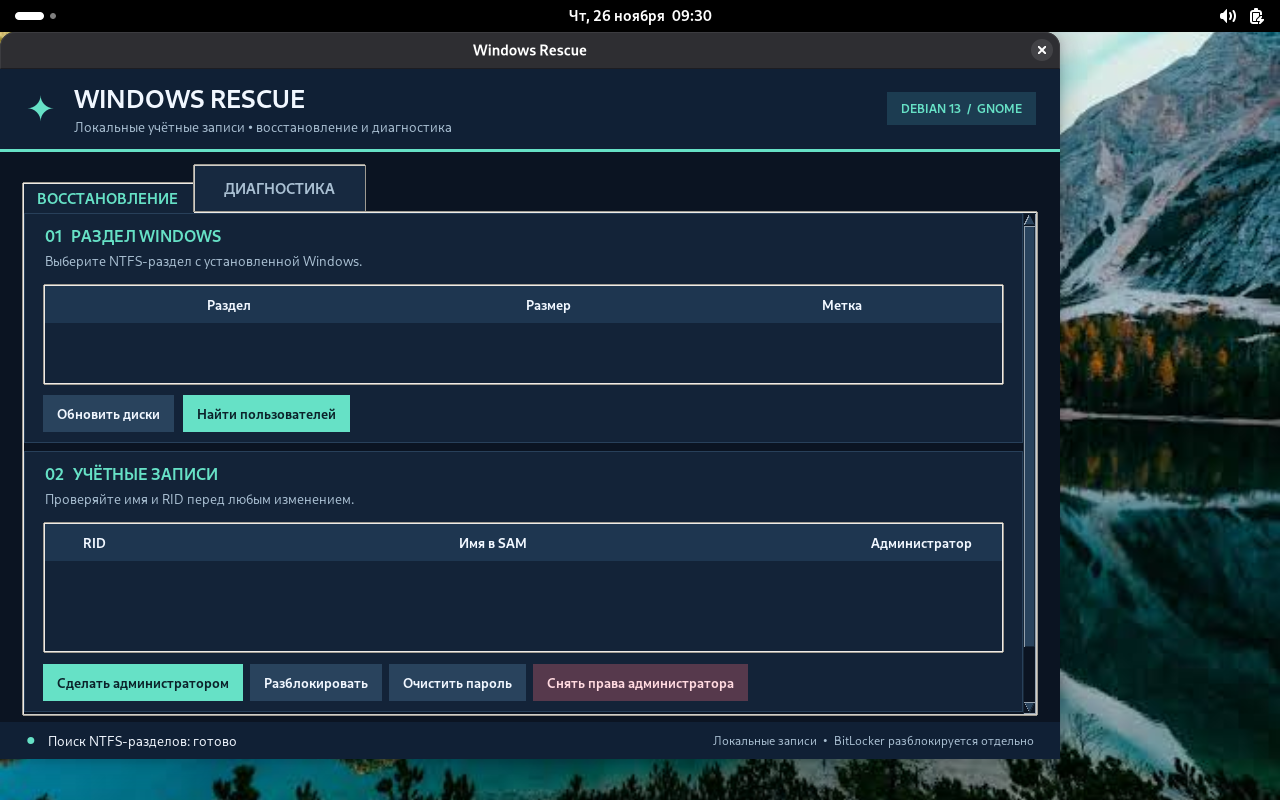 Чт, 26 ноября 09:30
Windows Rescue
WINDOWS RESCUE
Локальные учётные записи • восстановление и диагностика
DEBIAN 13 / GNOME
ВОССТАНОВЛЕНИЕ
ДИАГНОСТИКА
01 РАЗДЕЛ WINDOWS
Выберите NTFS-раздел с установленной Windows.
Раздел Размер Метка
Обновить диски Найти пользователей
02 УЧЁТНЫЕ ЗАПИСИ
Проверяйте имя и RID перед любым изменением.
RID Имя в SAM Администратор
Сделать администратором Разблокировать Очистить пароль Снять права администратора
Поиск NTFS-разделов: готово
Локальные записи • BitLocker разблокируется отдельно